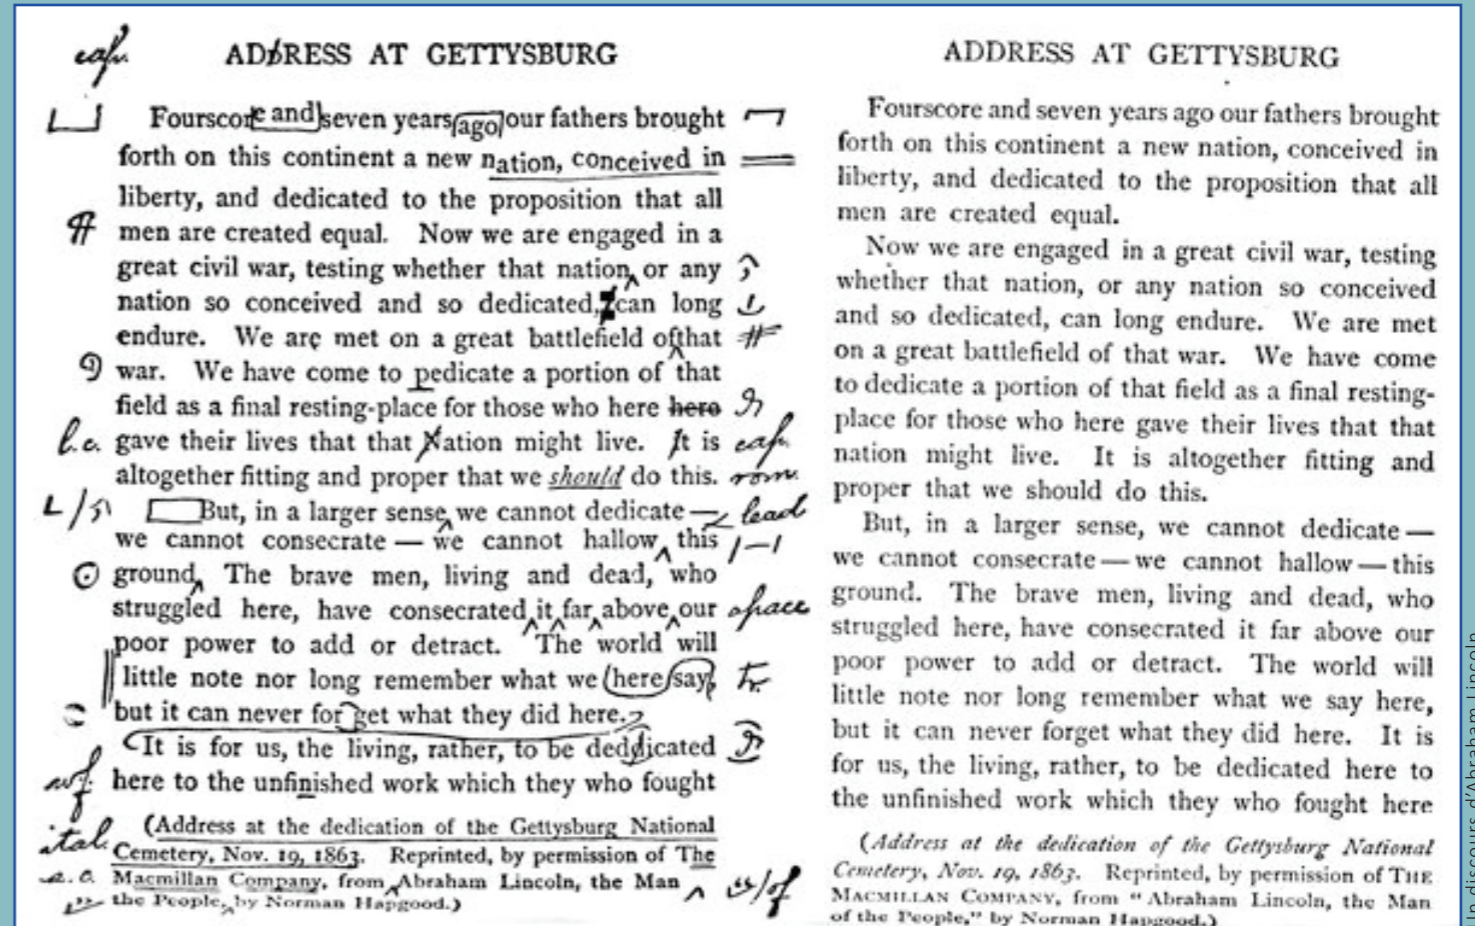 cap. ADdRESS AT GETTYSBURG
Fourscore and seven years ago our fathers brought
forth on this continent a new nation, conceived in
liberty, and dedicated to the proposition that all
men are created equal. Now we are engaged in a
great civil war, testing whether that nation or any
nation so conceived and so dedicated, can long
endure. We are met on a great battlefield ofthat #
war. We have come to pedicate a portion of that
field as a final resting-place for those who here here
l.c. gave their lives that that Nation might live. It is cap.
altogether fitting and proper that we should do this. rom.
But, in a larger sense we cannot dedicate — lead
we cannot consecrate — we cannot hallow this
ground The brave men, living and dead, who
struggled here, have consecrated it far above our space
poor power to add or detract. The world will
little note nor long remember what we here say, tr.
but it can never for get what they did here.
It is for us, the living, rather, to be deddicated
wf. here to the unfinished work which they who fought
ital. (Address at the dedication of the Gettysburg National
Cemetery, Nov. 19, 1863. Reprinted, by permission of The
s.c. Macmillan Company, from Abraham Lincoln, the Man “/of
” the People, by Norman Hapgood.)
ADDRESS AT GETTYSBURG
Fourscore and seven years ago our fathers brought
forth on this continent a new nation, conceived in
liberty, and dedicated to the proposition that all
men are created equal.
Now we are engaged in a great civil war, testing
whether that nation, or any nation so conceived
and so dedicated, can long endure. We are met
on a great battlefield of that war. We have come
to dedicate a portion of that field as a final resting-
place for those who here gave their lives that that
nation might live. It is altogether fitting and
proper that we should do this.
But, in a larger sense, we cannot dedicate —
we cannot consecrate — we cannot hallow — this
ground. The brave men, living and dead, who
struggled here, have consecrated it far above our
poor power to add or detract. The world will
little note nor long remember what we say here,
but it can never forget what they did here. It is
for us, the living, rather, to be dedicated here to
the unfinished work which they who fought here
(Address at the dedication of the Gettysburg National
Cemetery, Nov. 19, 1863. Reprinted, by permission of THE
MACMILLAN COMPANY, from “Abraham Lincoln, the Man
of the People,” by Norman Hapgood.)
discours d'Abraham Lincoln